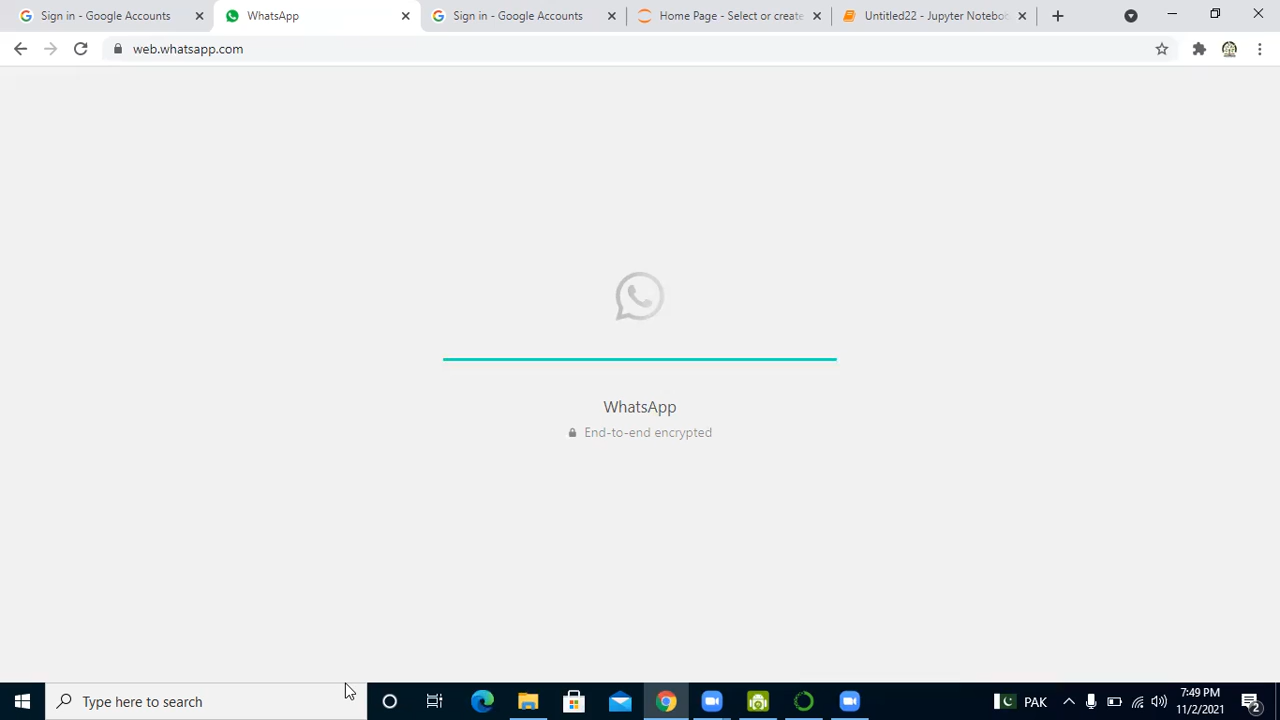 Sign in - Google Accounts
WhatsApp
Sign in - Google Accounts
Home Page - Select or create
Untitled22 - Jupyter Notebo
web.whatsapp.com
WhatsApp
End-to-end encrypted
Type here to search
PAK
7:49 PM
11/2/2021
2